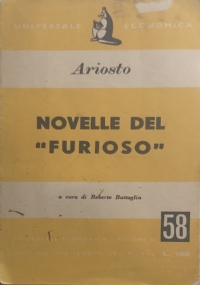 UNIVERSALE ECONOMICA
Ariosto
NOVELLE DEL
"FURIOSO"
a cura di Roberto Battaglia
58